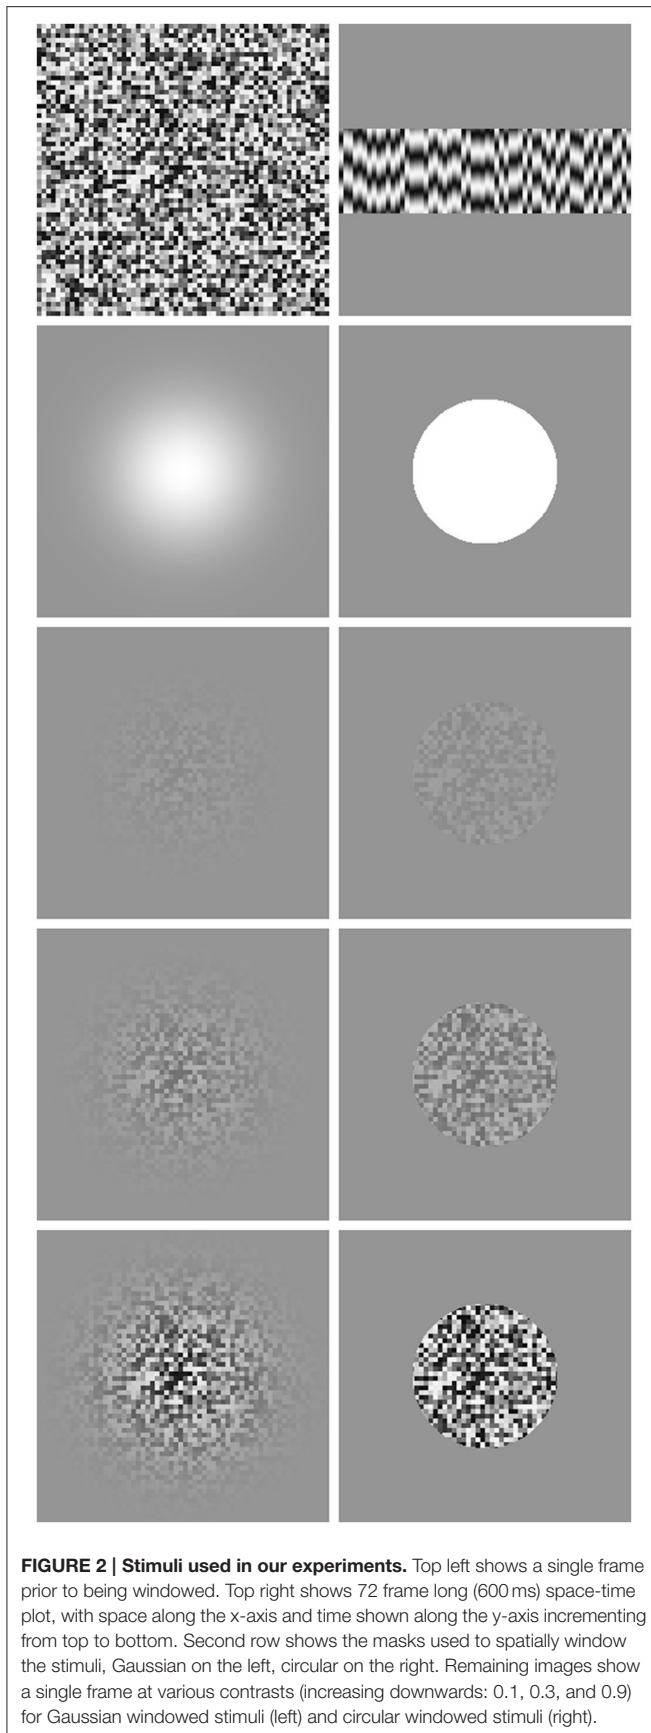 FIGURE 2 | Stimuli used in our experiments. Top left shows a single frame
prior to being windowed. Top right shows 72 frame long (600 ms) space-time
plot, with space along the x-axis and time shown along the y-axis incrementing
from top to bottom. Second row shows the masks used to spatially window
the stimuli, Gaussian on the left, circular on the right. Remaining images show
a single frame at various contrasts (increasing downwards: 0.1, 0.3, and 0.9)
for Gaussian windowed stimuli (left) and circular windowed stimuli (right).